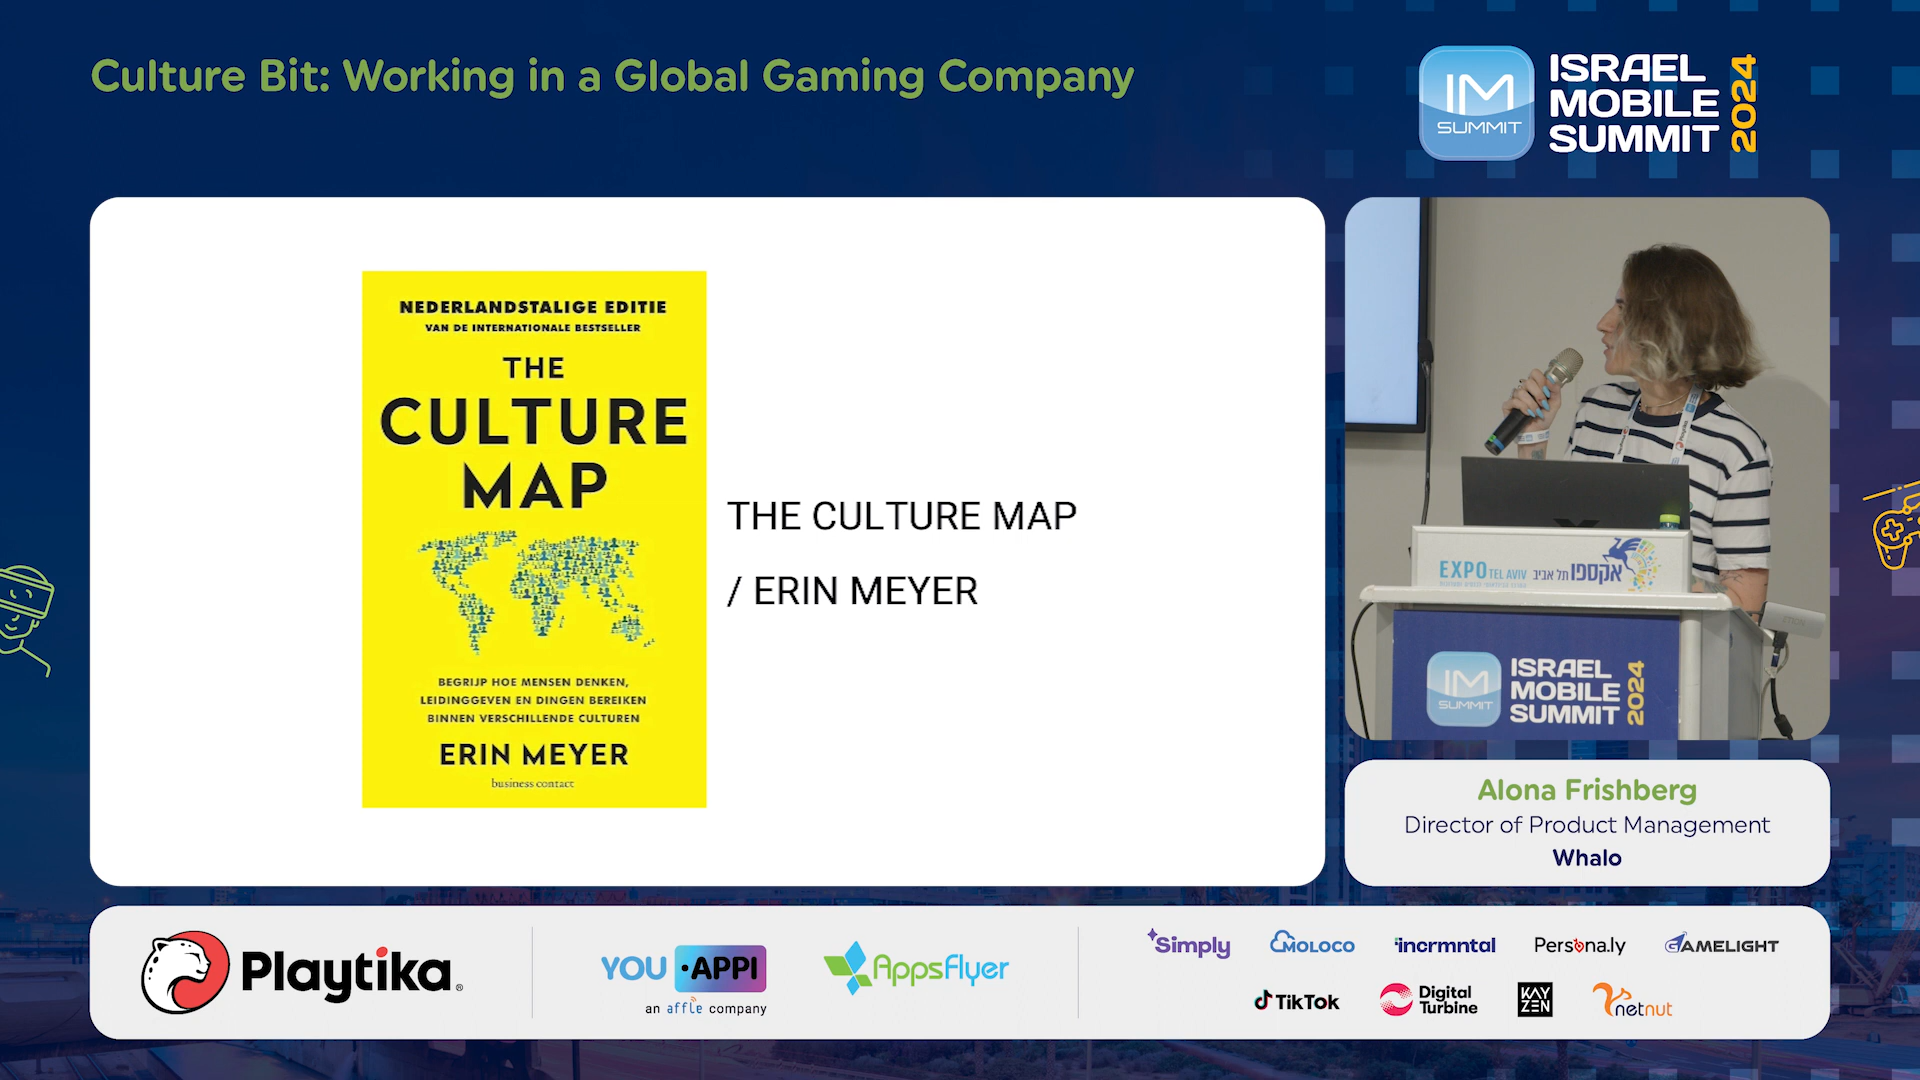 Culture Bit: Working in a Global Gaming Company
IM
SUMMIT
ISRAEL
MOBILE
SUMMIT
2024
NEDERLANDSTALIGE EDITIE
VAN DE INTERNATIONALE BESTSELLER
THE
CULTURE
MAP
BEGRIJP HOE MENSEN DENKEN,
LEIDINGGEVEN EN DINGEN BEREIKEN
BINNEN VERSCHILLENDE CULTUREN
ERIN MEYER
business contact
THE CULTURE MAP
/ ERIN MEYER
EXPO TEL AVIV אקספו תל אביב
IM
SUMMIT
ISRAEL
MOBILE
SUMMIT
2024
Alona Frishberg
Director of Product Management
Whalo
Playtika
YOU·APPI
an affle company
AppsFlyer
Simply
MOLOCO
incrmntal
Persona.ly
GAMELIGHT
TikTok
Digital
Turbine
KAY
ZEN
netnut